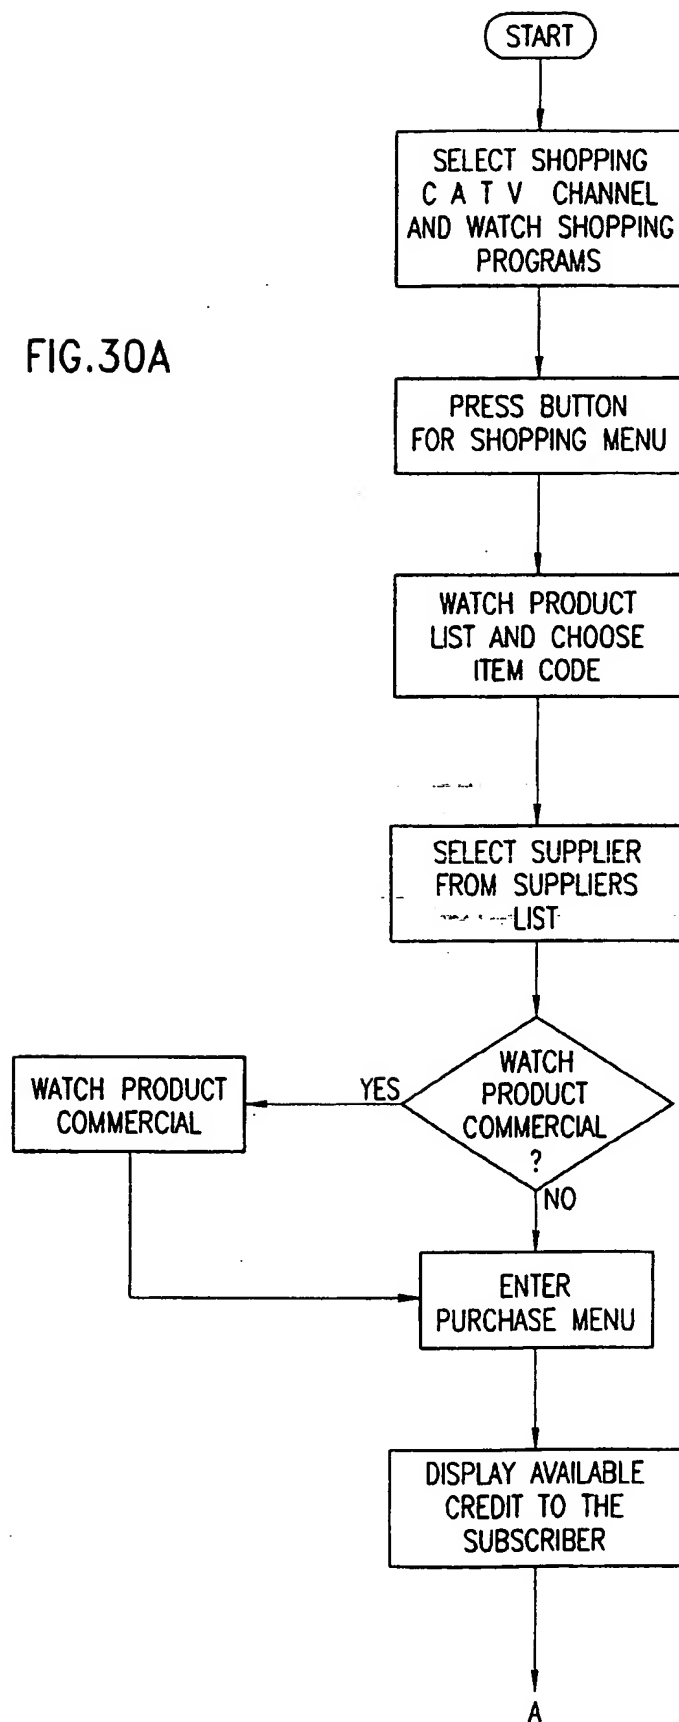 START
SELECT SHOPPING
C A T V CHANNEL
AND WATCH SHOPPING
PROGRAMS
FIG.30A
PRESS BUTTON
FOR SHOPPING MENU
WATCH PRODUCT
LIST AND CHOOSE
ITEM CODE
SELECT SUPPLIER
FROM SUPPLIERS
LIST
WATCH PRODUCT
COMMERCIAL
YES
WATCH
PRODUCT
COMMERCIAL
?
NO
ENTER
PURCHASE MENU
DISPLAY AVAILABLE
CREDIT TO THE
SUBSCRIBER
A